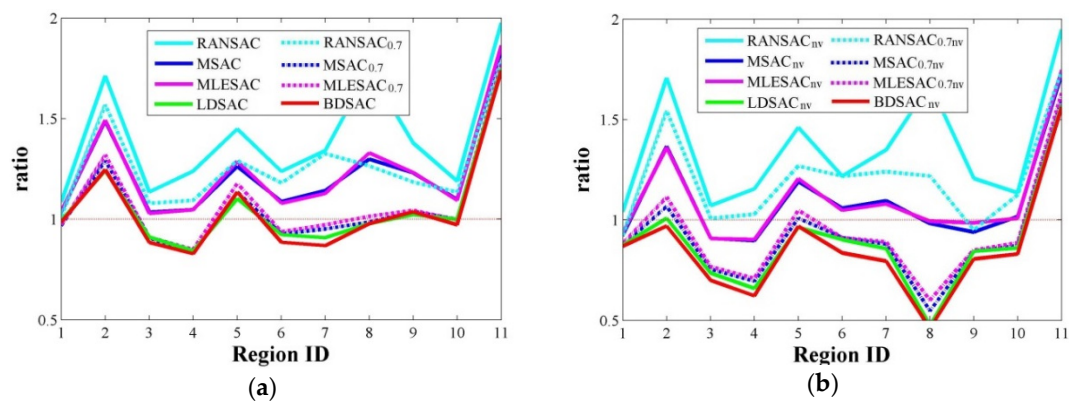 2
RANSAC RANSAC0.7
MSAC MSAC0.7
MLESAC MLESAC0.7
LDSAC BDSAC
1.5
ratio
1
0.5
1 2 3 4 5 6 7 8 9 10 11
Region ID
(a)
2
RANSACnv RANSAC0.7nv
MSACnv MSAC0.7nv
MLESACnv MLESAC0.7nv
LDSACnv BDSACnv
1.5
ratio
1
0.5
1 2 3 4 5 6 7 8 9 10 11
Region ID
(b)